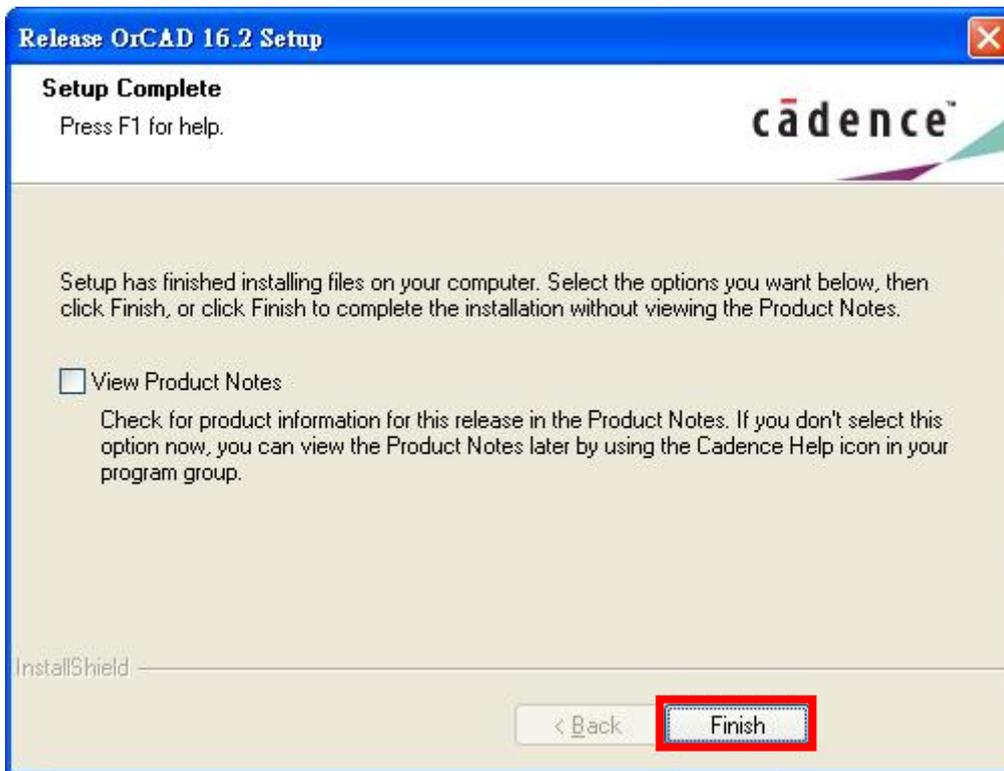 Release OrCAD 16.2 Setup
Setup Complete
Press F1 for help.
cādence™
Setup has finished installing files on your computer. Select the options you want below, then
click Finish, or click Finish to complete the installation without viewing the Product Notes.
View Product Notes
Check for product information for this release in the Product Notes. If you don't select this
option now, you can view the Product Notes later by using the Cadence Help icon in your
program group.
InstallShield
< Back
Finish